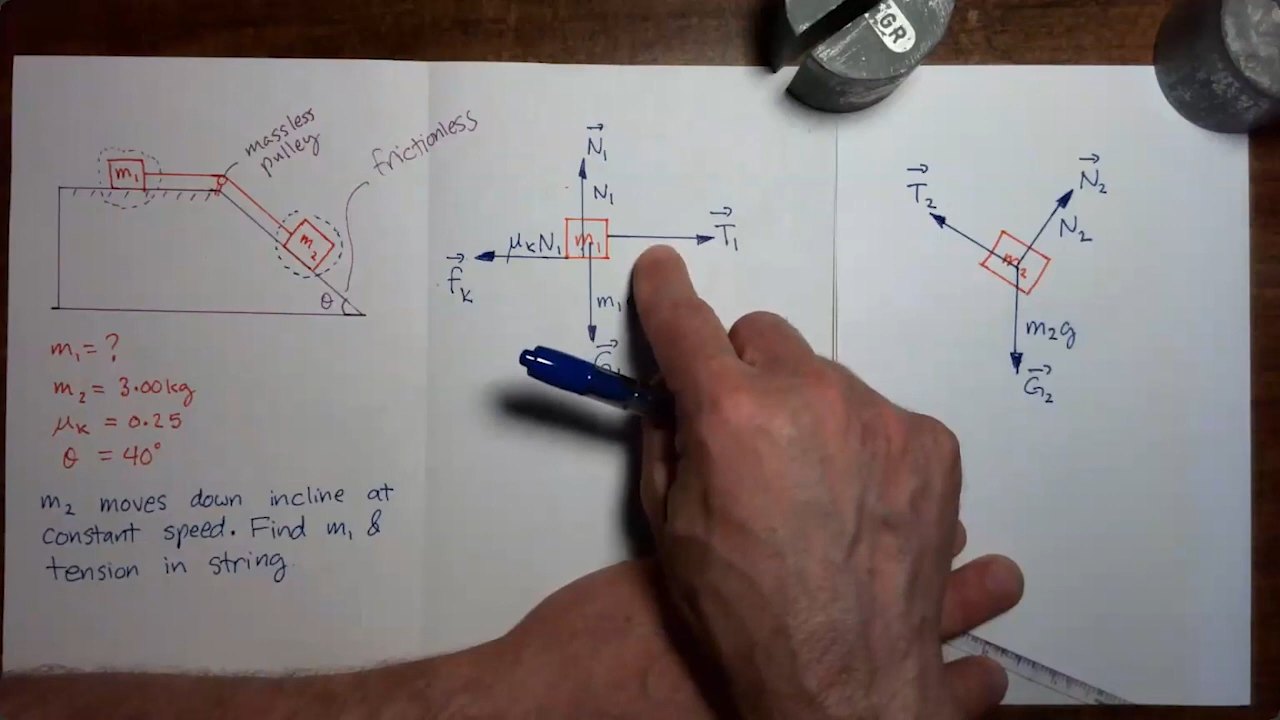 m₁
massless
pulley
frictionless
m₂
θ
m₁ = ?
m₂ = 3.00 kg
μₖ = 0.25
θ = 40°
m₂ moves down incline at
constant speed. Find m₁ &
tension in string.
N⃗₁
N₁
μₖN₁
m₁
T⃗₁
f⃗ₖ
m₁
T⃗₂
N⃗₂
N₂
m₂
m₂g
G⃗₂
GR